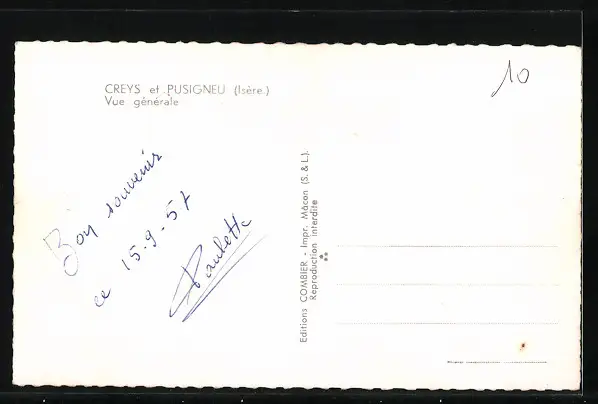 CREYS et PUSIGNEU (Isère)
Vue générale
10
Bon souvenir
ce 15-9-57
Paulette
Editions COMBIER - Impr. Mâcon (S. & L.).
Reproduction interdite